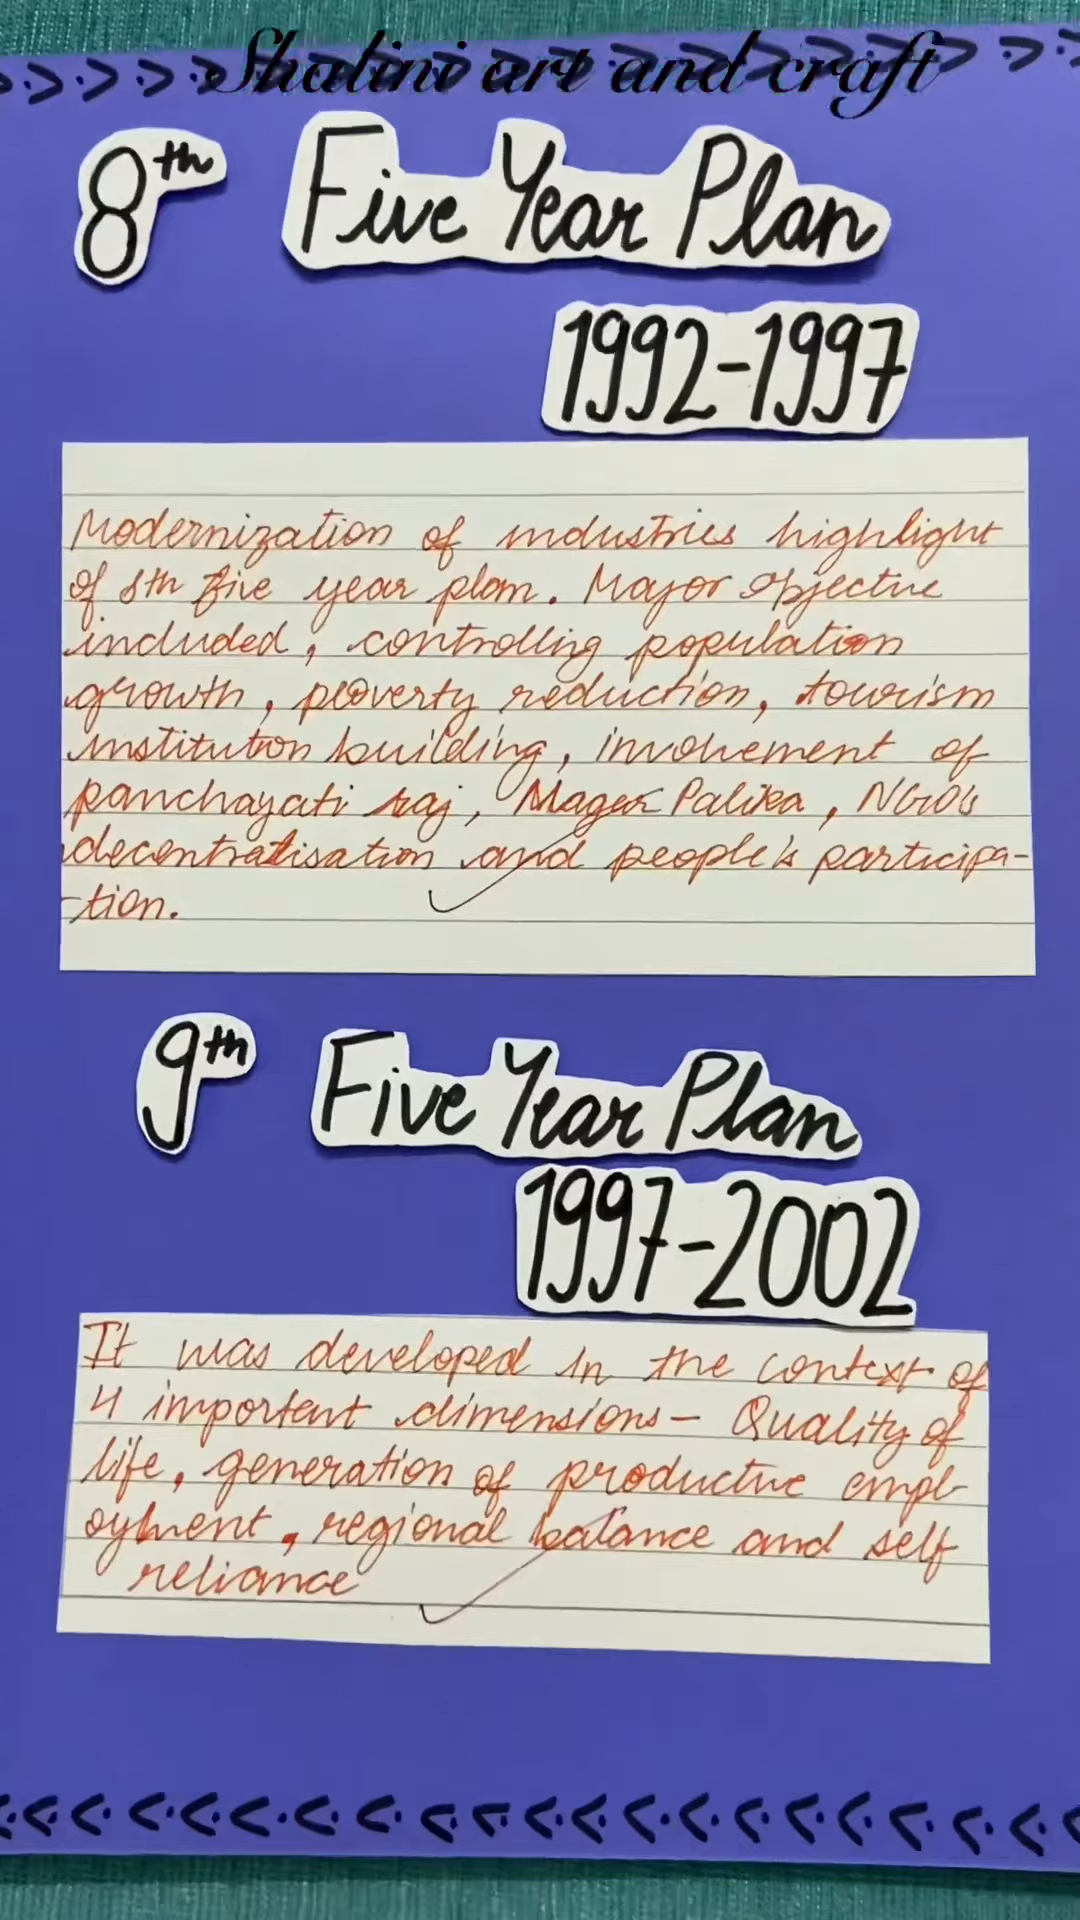 Shalini art and craft
8th Five Year Plan
1992-1997
Modernization of industries highlight
of 8th five year plan. Major objective
included, controlling population
growth, poverty reduction, tourism
institution building, involvement of
panchayati raj, Nagar Palika, NGO's
decentralisation and people's participa-
-tion.
9th Five Year Plan
1997-2002
It was developed in the context of
4 important dimensions- Quality of
life, generation of productive empl-
oyment, regional balance and self
reliance